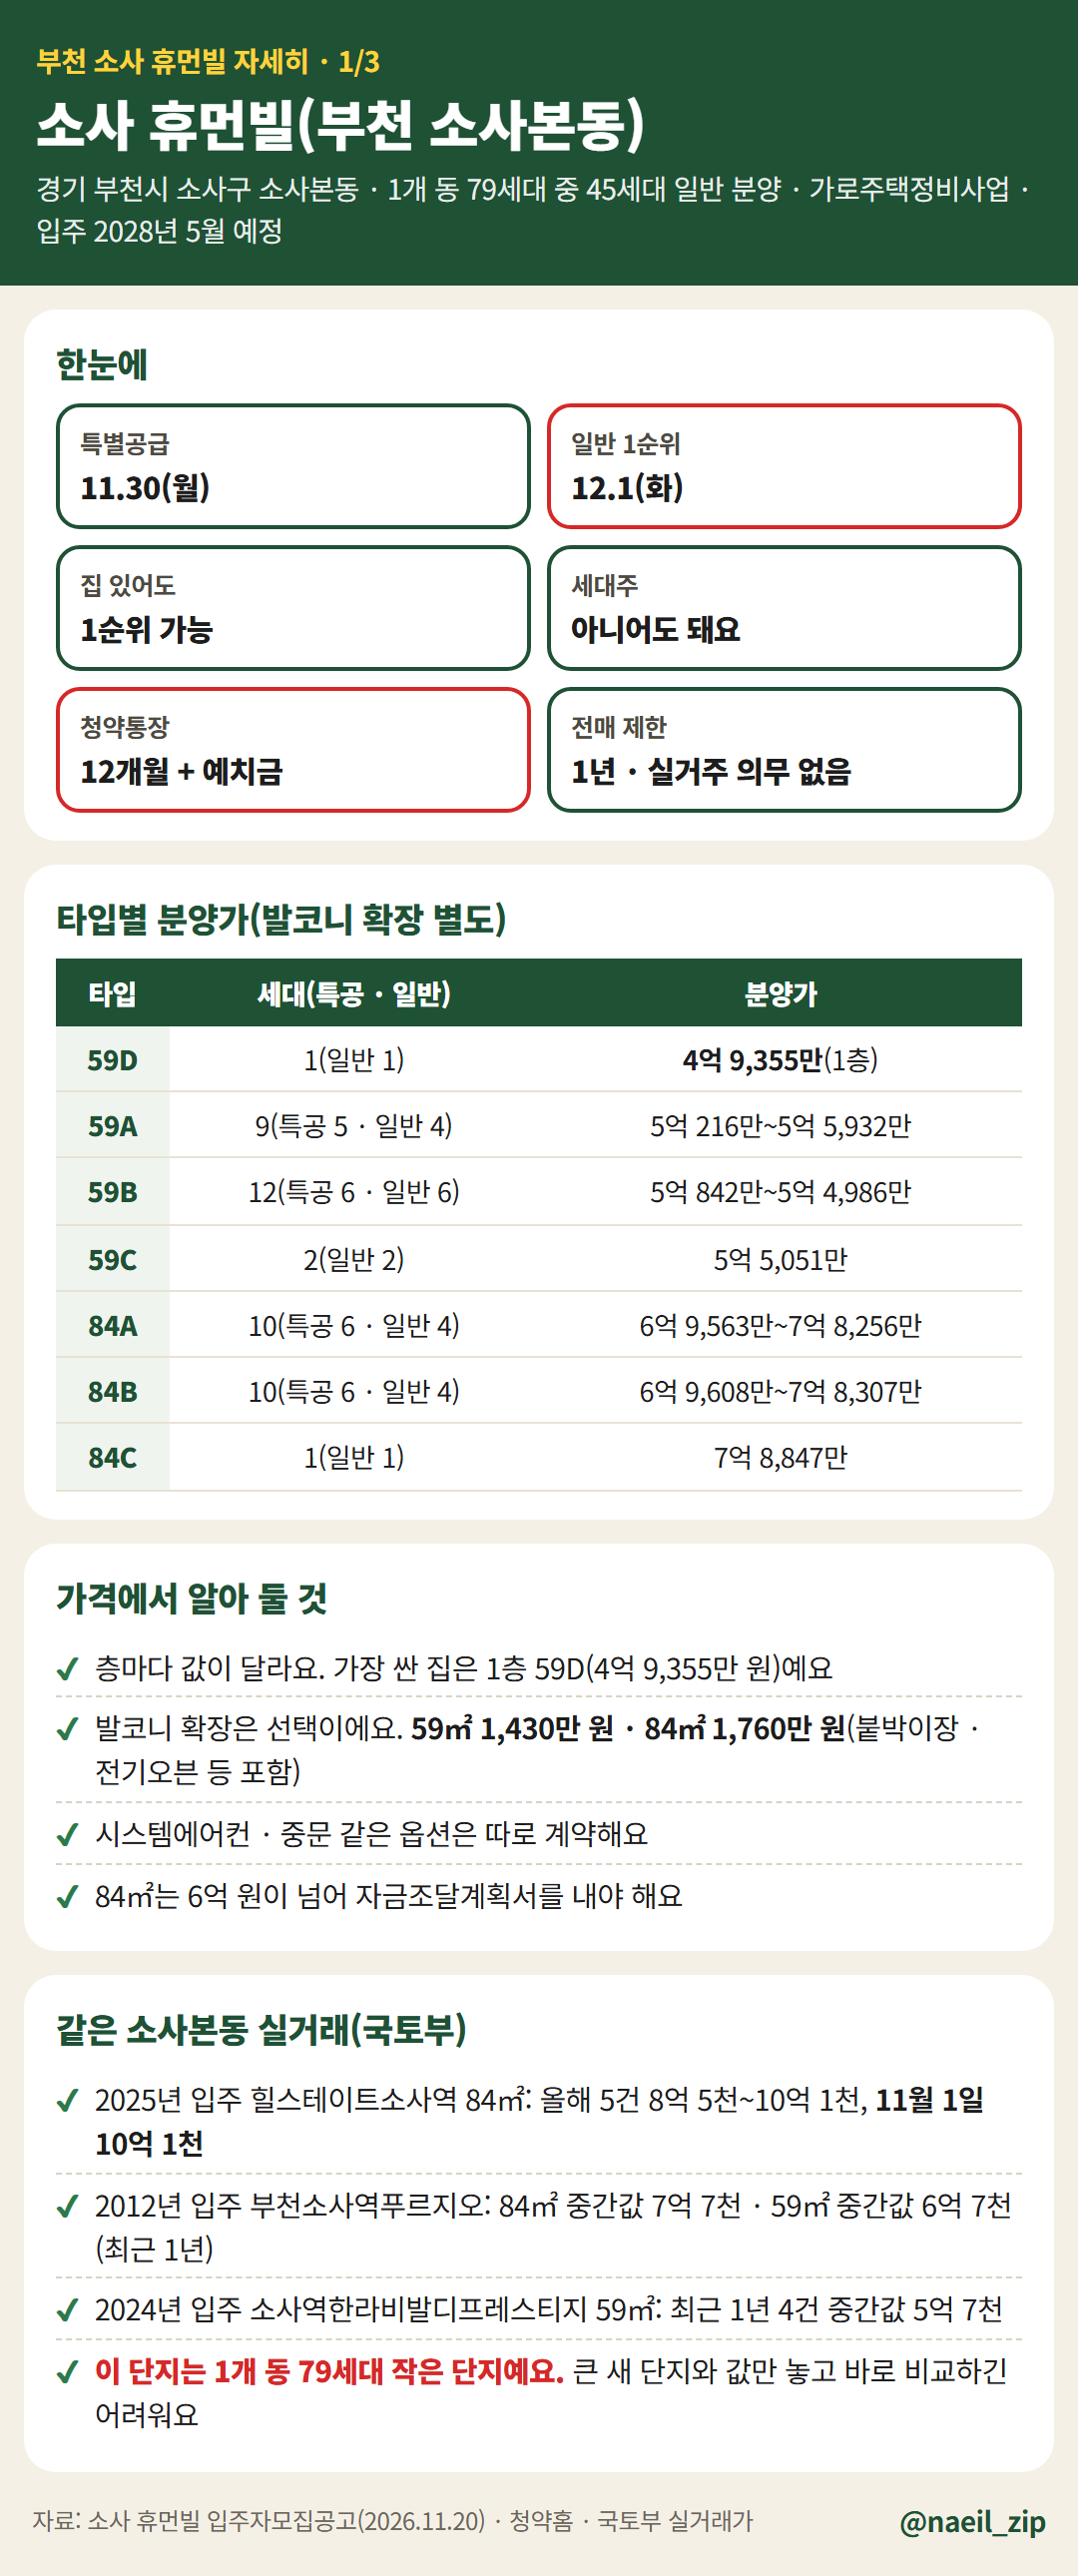 부천 소사 휴먼빌 자세히 · 1/3
소사 휴먼빌(부천 소사본동)
경기 부천시 소사구 소사본동 · 1개 동 79세대 중 45세대 일반 분양 · 가로주택정비사업 ·
입주 2028년 5월 예정
한눈에
특별공급
11.30(월)
일반 1순위
12.1(화)
집 있어도
1순위 가능
세대주
아니어도 돼요
청약통장
12개월 + 예치금
전매 제한
1년 · 실거주 의무 없음
타입별 분양가(발코니 확장 별도)
타입 세대(특공 · 일반) 분양가
59D 1(일반 1) 4억 9,355만(1층)
59A 9(특공 5 · 일반 4) 5억 216만~5억 5,932만
59B 12(특공 6 · 일반 6) 5억 842만~5억 4,986만
59C 2(일반 2) 5억 5,051만
84A 10(특공 6 · 일반 4) 6억 9,563만~7억 8,256만
84B 10(특공 6 · 일반 4) 6억 9,608만~7억 8,307만
84C 1(일반 1) 7억 8,847만
가격에서 알아 둘 것
✓ 층마다 값이 달라요. 가장 싼 집은 1층 59D(4억 9,355만 원)예요
✓ 발코니 확장은 선택이에요. 59㎡ 1,430만 원 · 84㎡ 1,760만 원(붙박이장 ·
전기오븐 등 포함)
✓ 시스템에어컨 · 중문 같은 옵션은 따로 계약해요
✓ 84㎡는 6억 원이 넘어 자금조달계획서를 내야 해요
같은 소사본동 실거래(국토부)
✓ 2025년 입주 힐스테이트소사역 84㎡: 올해 5건 8억 5천~10억 1천, 11월 1일
10억 1천
✓ 2012년 입주 부천소사역푸르지오: 84㎡ 중간값 7억 7천 · 59㎡ 중간값 6억 7천
(최근 1년)
✓ 2024년 입주 소사역한라비발디프레스티지 59㎡: 최근 1년 4건 중간값 5억 7천
✓ 이 단지는 1개 동 79세대 작은 단지예요. 큰 새 단지와 값만 놓고 바로 비교하긴
어려워요
자료: 소사 휴먼빌 입주자모집공고(2026.11.20) · 청약홈 · 국토부 실거래가
@naeil_zip